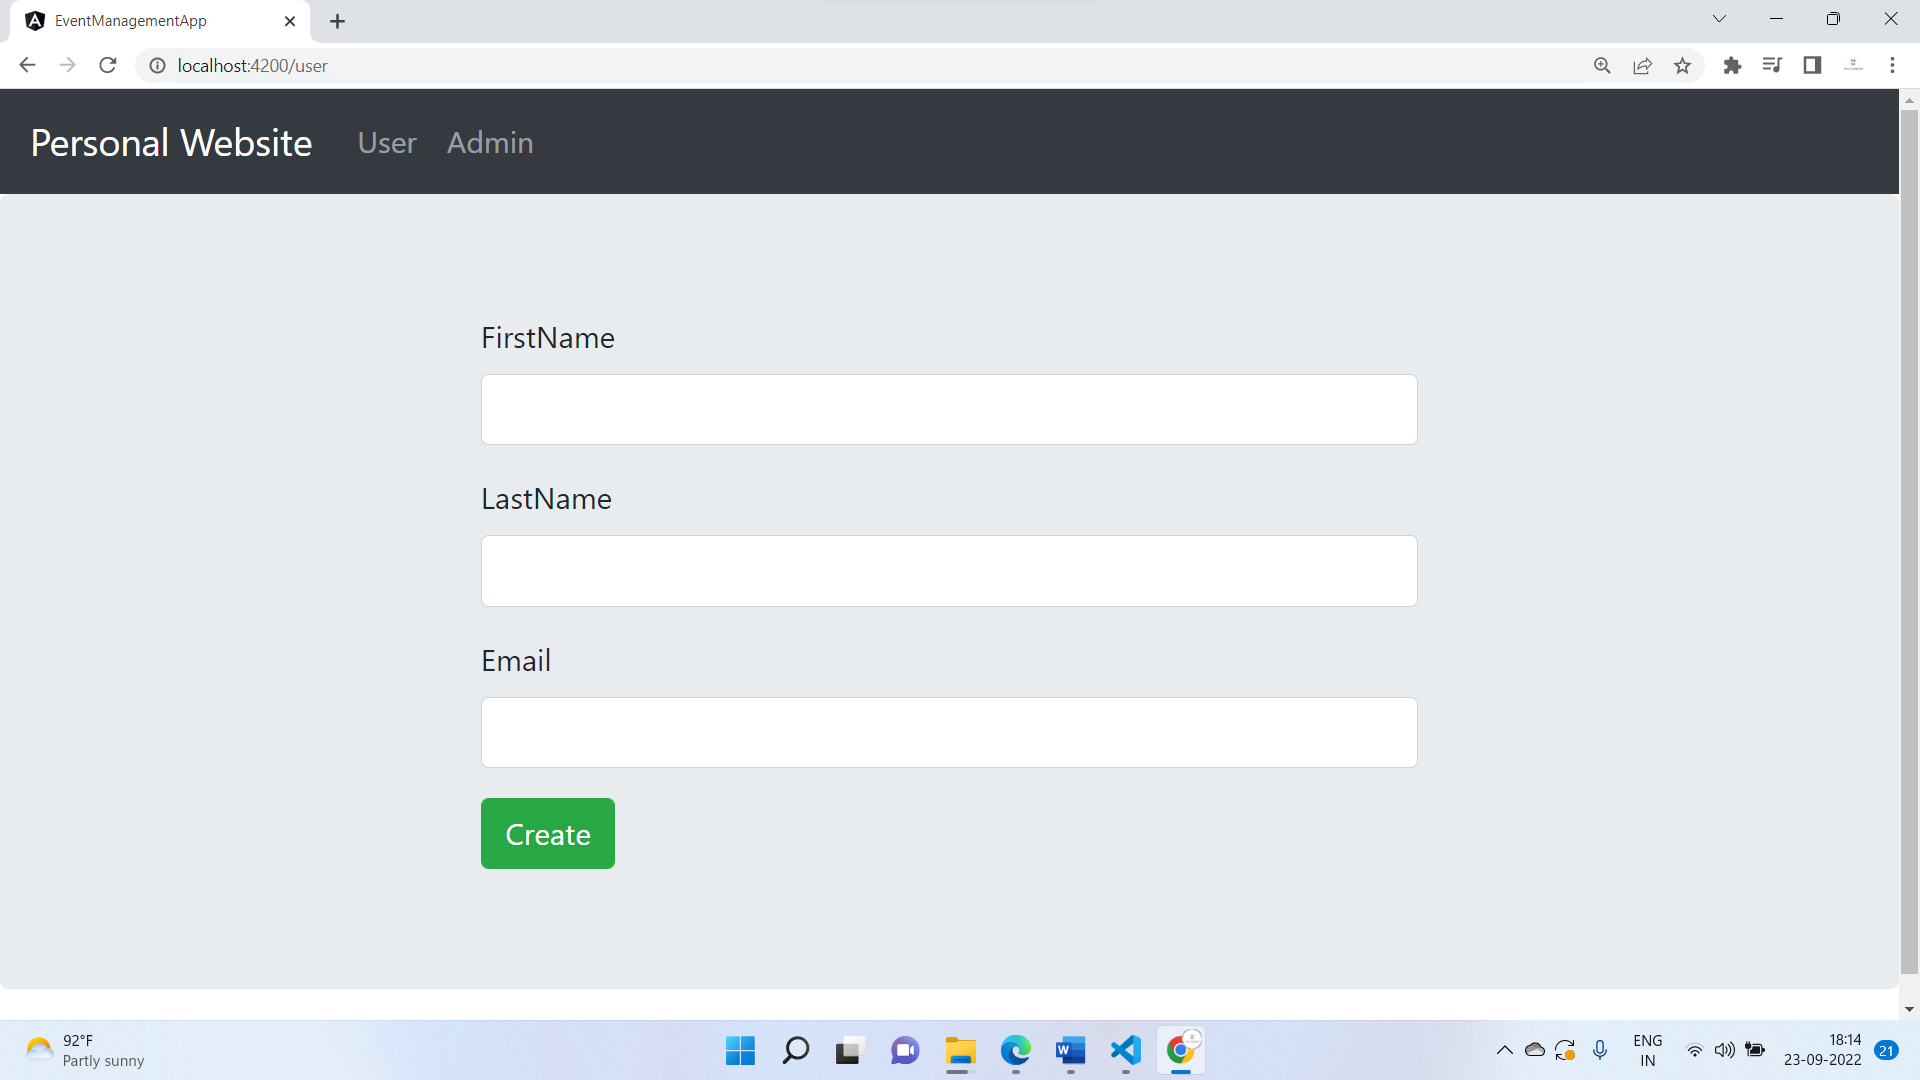 EventManagementApp
localhost:4200/user
Personal Website User Admin
FirstName
LastName
Email
Create
92°F
Partly sunny
ENG
IN
18:14
23-09-2022
21